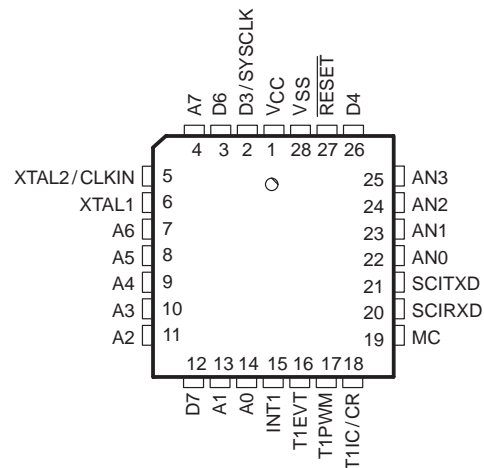 A7
D6
D3/SYSCLK
VCC
VSS
RESET
D4
4 3 2 1 28 27 26
XTAL2/CLKIN 5 25 AN3
XTAL1 6 24 AN2
A6 7 23 AN1
A5 8 22 AN0
A4 9 21 SCITXD
A3 10 20 SCIRXD
A2 11 19 MC
12 13 14 15 16 17 18
D7
A1
A0
INT1
T1EVT
T1PWM
T1IC/CR